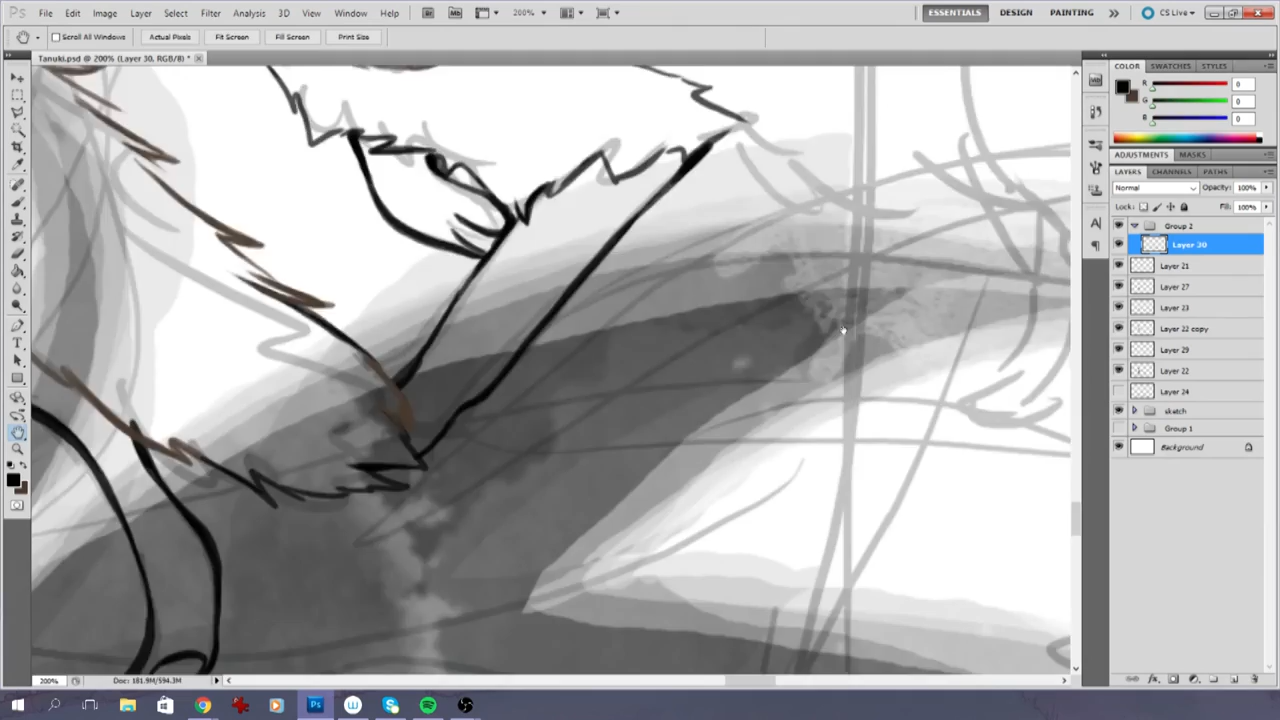 Ps File Edit Image Layer Select Filter Analysis 3D View Window Help Br Mb 200% ESSENTIALS DESIGN PAINTING CS Live
Scroll All Windows Actual Pixels Fit Screen Fill Screen Print Size
Tanuki.psd @ 200% (Layer 30, RGB/8) *
COLOR SWATCHES STYLES
R 0
G 0
B 0
ADJUSTMENTS MASKS
LAYERS CHANNELS PATHS
Normal Opacity: 100%
Lock: Fill: 100%
Group 2
Layer 30
Layer 21
Layer 27
Layer 23
Layer 22 copy
Layer 29
Layer 22
Layer 24
sketch
Group 1
Background
200% Doc: 181.9M/594.3M